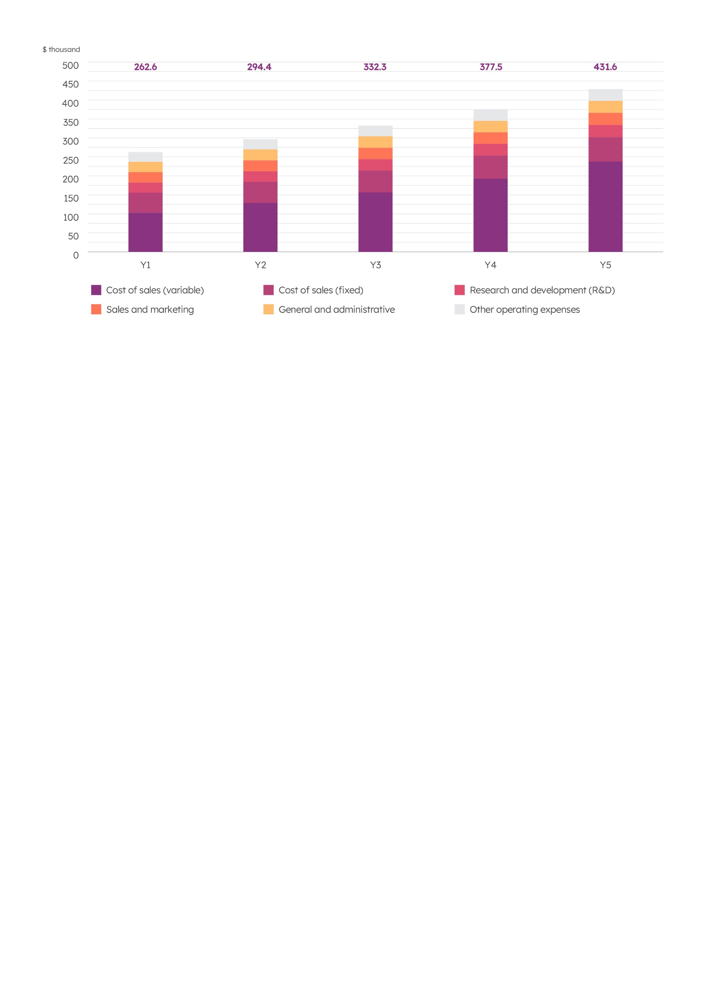 $ thousand
500
262.6 294.4 332.3 377.5 431.6
450
400
350
300
250
200
150
100
50
0
Y1 Y2 Y3 Y4 Y5
Cost of sales (variable) Cost of sales (fixed) Research and development (R&D)
Sales and marketing General and administrative Other operating expenses